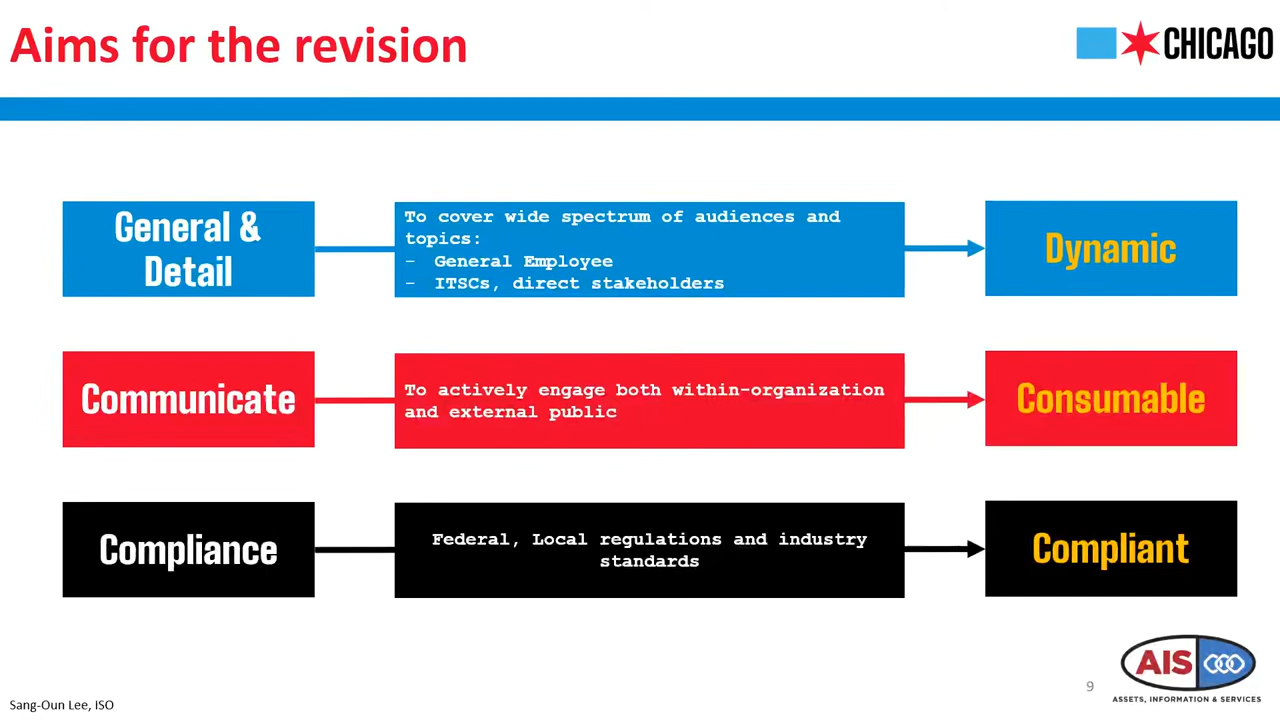 Aims for the revision
CHICAGO
General &
Detail
To cover wide spectrum of audiences and
topics:
– General Employee
– ITSCs, direct stakeholders
Dynamic
Communicate
To actively engage both within-organization
and external public
Consumable
Compliance
Federal, Local regulations and industry
standards
Compliant
AIS
ASSETS, INFORMATION & SERVICES
9
Sang-Oun Lee, ISO